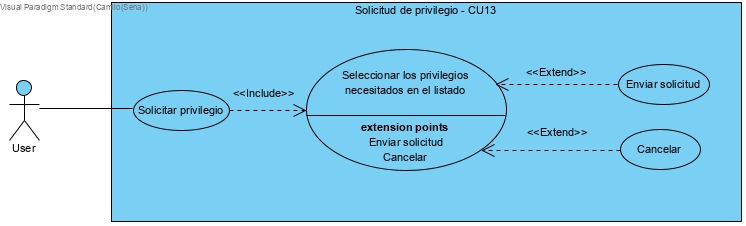 Visual Paradigm Standard(Camilo(Sena))
Solicitud de privilegio - CU13
Seleccionar los privilegios
necesitados en el listado
<<Extend>>
Enviar solicitud
<<Include>>
Solicitar privilegio
extension points
Enviar solicitud
Cancelar
<<Extend>>
Cancelar
User